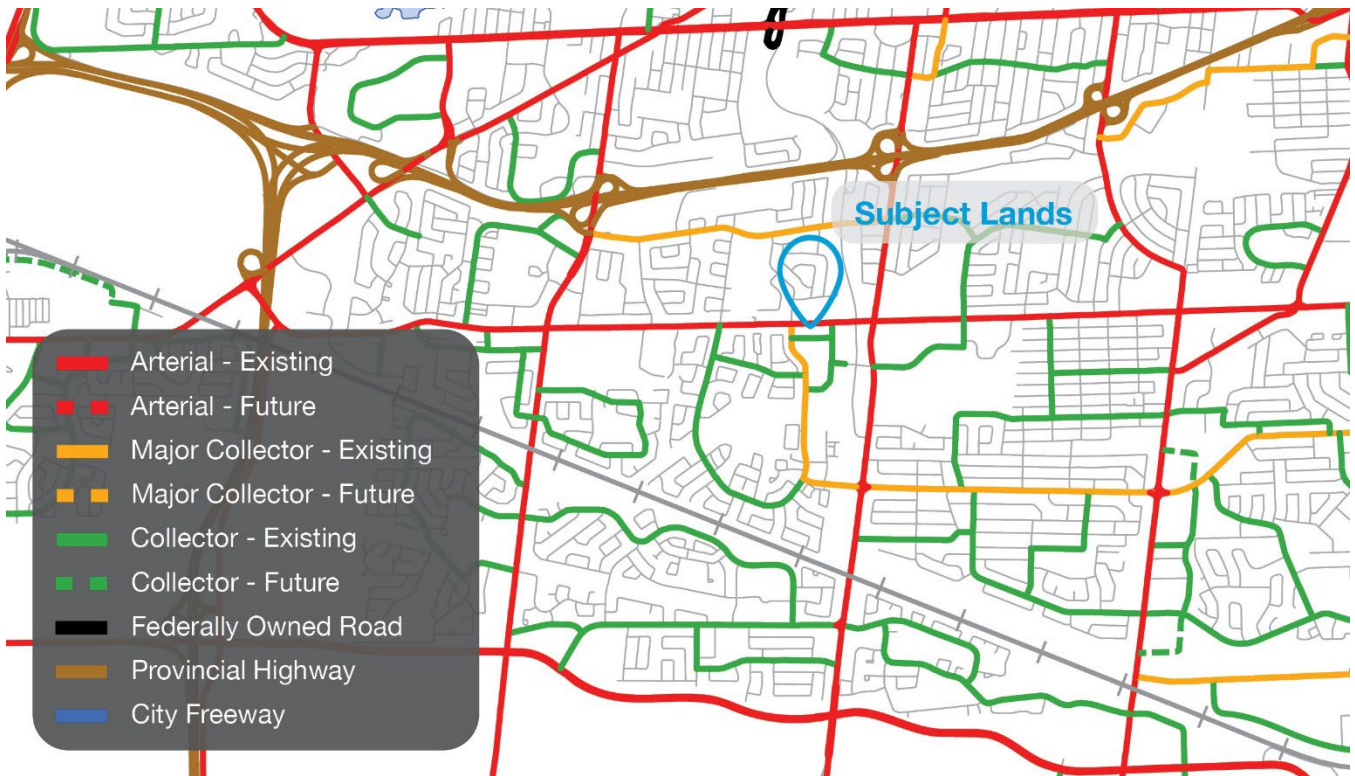 Subject Lands
Arterial - Existing
Arterial - Future
Major Collector - Existing
Major Collector - Future
Collector - Existing
Collector - Future
Federally Owned Road
Provincial Highway
City Freeway